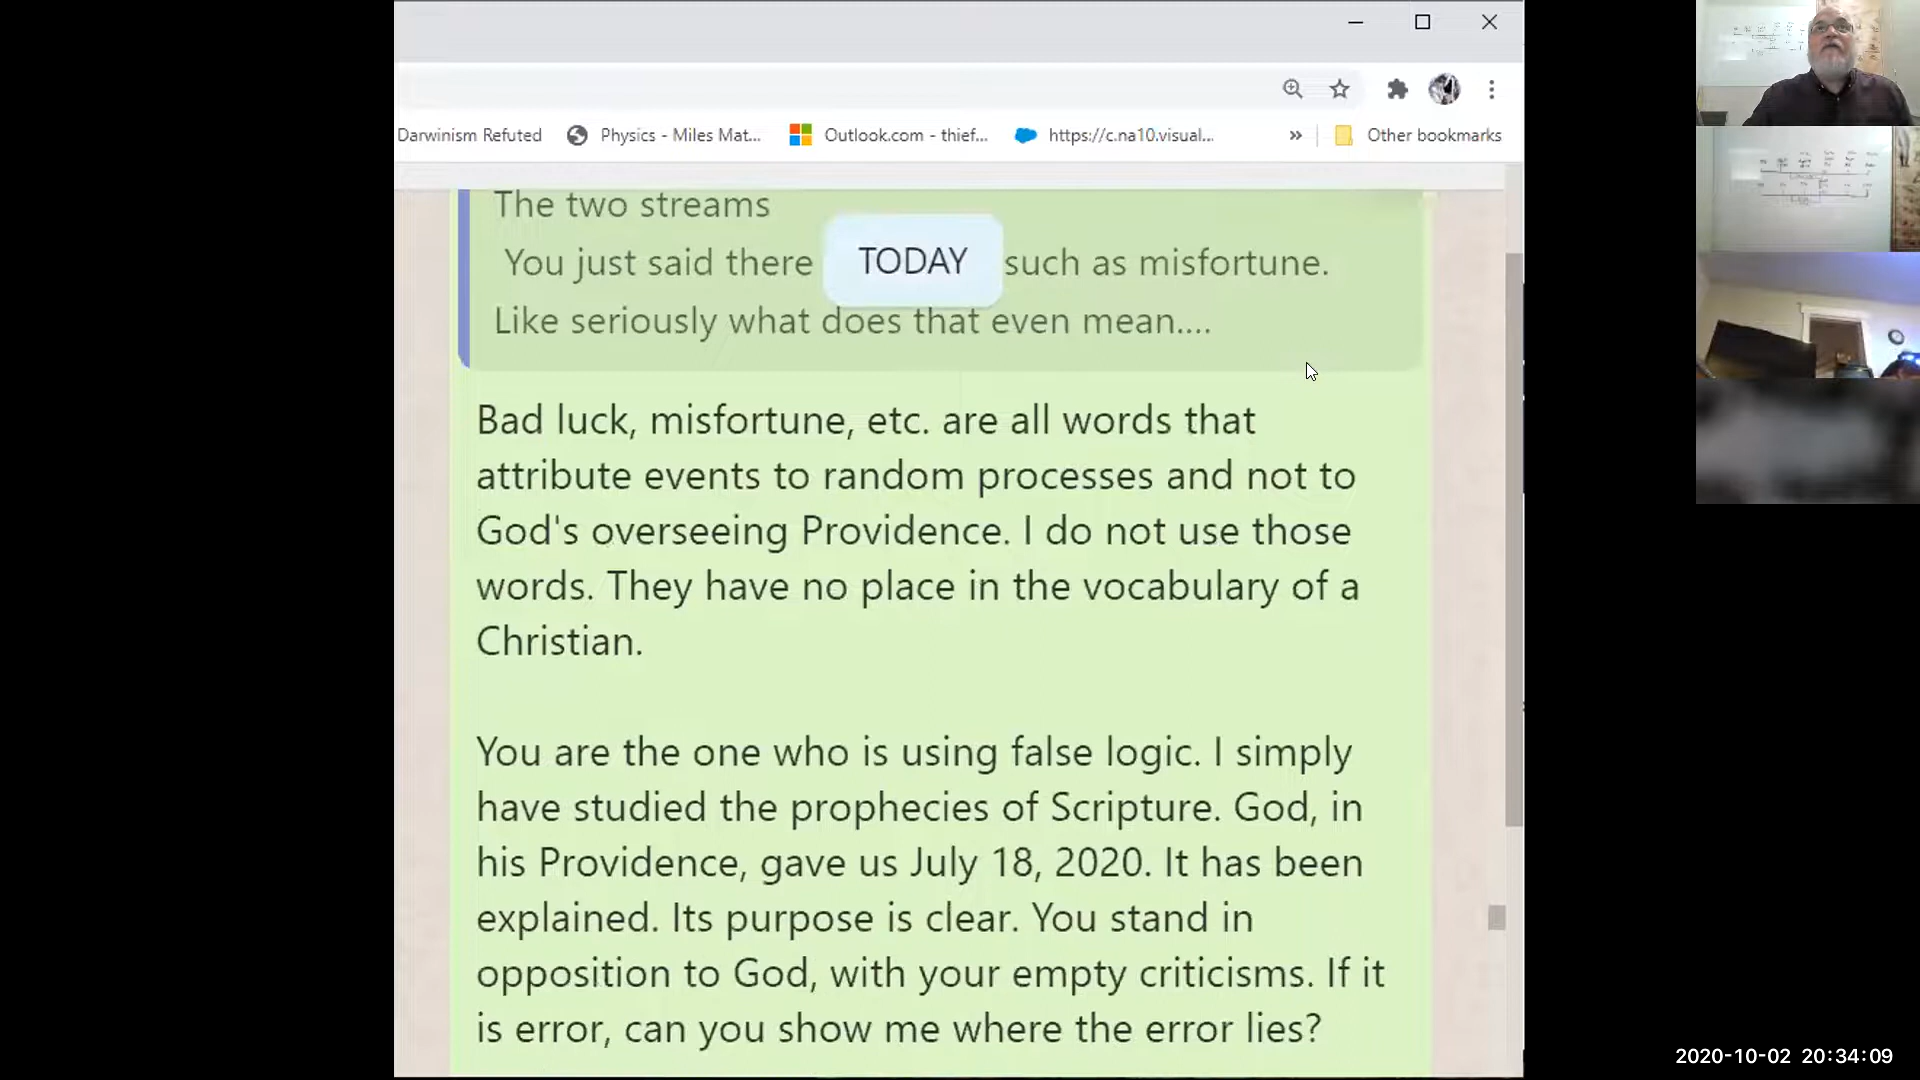 Darwinism Refuted
Physics - Miles Mat...
Outlook.com - thief...
https://c.na10.visual...
»
Other bookmarks
The two streams
You just said there
TODAY
such as misfortune.
Like seriously what does that even mean....
Bad luck, misfortune, etc. are all words that
attribute events to random processes and not to
God's overseeing Providence. I do not use those
words. They have no place in the vocabulary of a
Christian.
You are the one who is using false logic. I simply
have studied the prophecies of Scripture. God, in
his Providence, gave us July 18, 2020. It has been
explained. Its purpose is clear. You stand in
opposition to God, with your empty criticisms. If it
is error, can you show me where the error lies?
2020-10-02 20:34:09